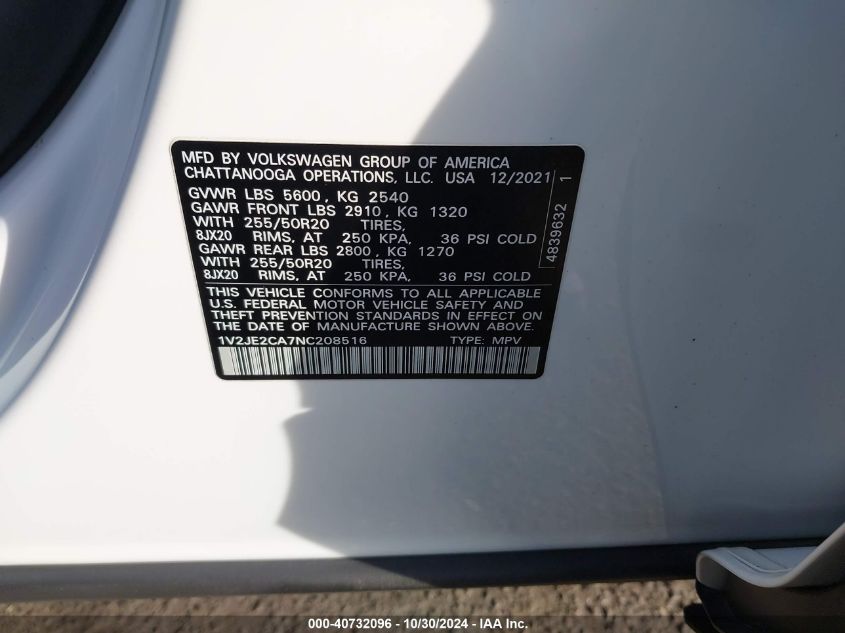 MFD BY VOLKSWAGEN GROUP OF AMERICA
CHATTANOOGA OPERATIONS, LLC. USA 12/2021
GVWR LBS 5600, KG 2540
GAWR FRONT LBS 2910, KG 1320
WITH 255/50R20 TIRES,
8JX20 RIMS, AT 250 KPA, 36 PSI COLD
GAWR REAR LBS 2800, KG 1270
WITH 255/50R20 TIRES,
8JX20 RIMS, AT 250 KPA, 36 PSI COLD
4839632 1
THIS VEHICLE CONFORMS TO ALL APPLICABLE
U.S. FEDERAL MOTOR VEHICLE SAFETY AND
THEFT PREVENTION STANDARDS IN EFFECT ON
THE DATE OF MANUFACTURE SHOWN ABOVE.
1V2JE2CA7NC208516 TYPE: MPV
000-40732096 - 10/30/2024 - IAA Inc.